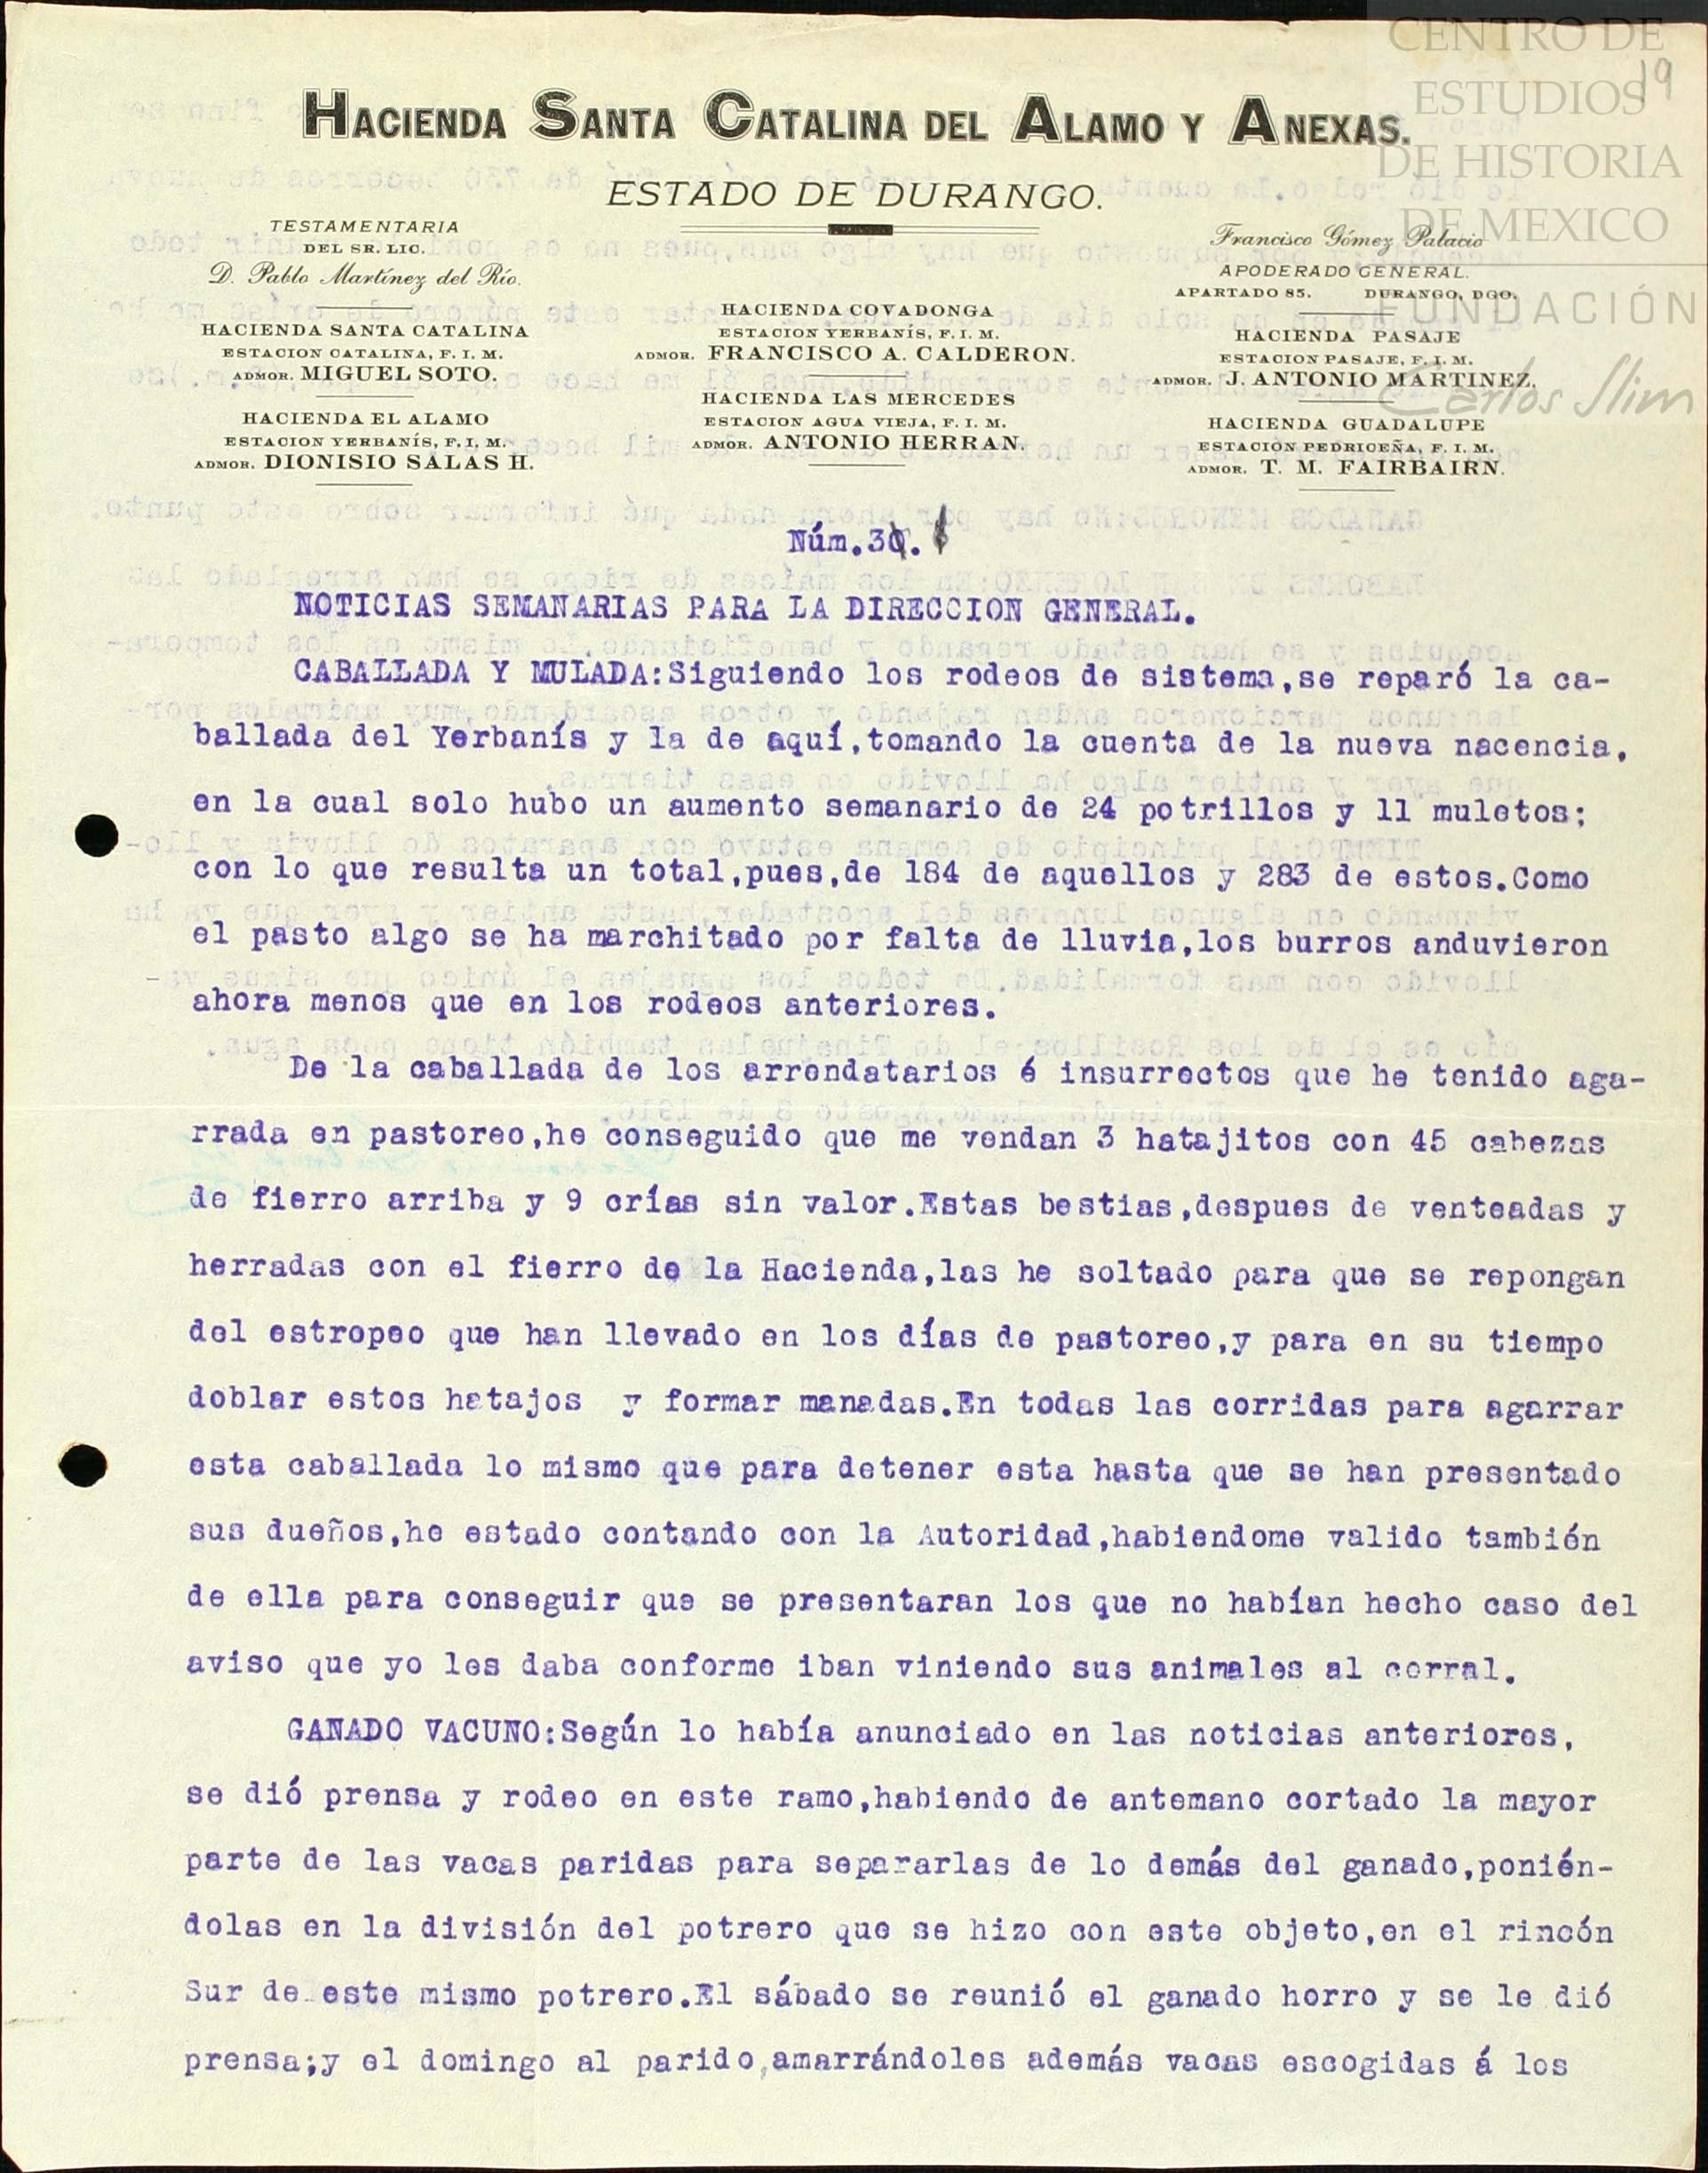 CENTRO DE
ESTUDIOS
DE HISTORIA
DE MEXICO
FUNDACIÓN
Carlos Slim
19
HACIENDA SANTA CATALINA DEL ALAMO Y ANEXAS.
ESTADO DE DURANGO.
TESTAMENTARIA
DEL SR. LIC.
D. Pablo Martínez del Río.
HACIENDA SANTA CATALINA
ESTACION CATALINA, F. I. M.
ADMOR. MIGUEL SOTO.
HACIENDA EL ALAMO
ESTACION YERBANÍS, F. I. M.
ADMOR. DIONISIO SALAS H.
HACIENDA COVADONGA
ESTACION YERBANÍS, F. I. M.
ADMOR. FRANCISCO A. CALDERON.
HACIENDA LAS MERCEDES
ESTACION AGUA VIEJA, F. I. M.
ADMOR. ANTONIO HERRAN.
Francisco Gómez Palacio
APODERADO GENERAL.
APARTADO 85. DURANGO, DGO.
HACIENDA PASAJE
ESTACION PASAJE, F. I. M.
ADMOR. J. ANTONIO MARTINEZ.
HACIENDA GUADALUPE
ESTACION PEDRICEÑA, F. I. M.
ADMOR. T. M. FAIRBAIRN.
Núm.30.
NOTICIAS SEMANARIAS PARA LA DIRECCION GENERAL.
CABALLADA Y MULADA:Siguiendo los rodeos de sistema,se reparó la ca-
ballada del Yerbanís y la de aquí,tomando la cuenta de la nueva nacencia,
en la cual solo hubo un aumento semanario de 24 potrillos y 11 muletos;
con lo que resulta un total,pues,de 184 de aquellos y 283 de estos.Como
el pasto algo se ha marchitado por falta de lluvia,los burros anduvieron
ahora menos que en los rodeos anteriores.
De la caballada de los arrendatarios é insurrectos que he tenido aga-
rrada en pastoreo,he conseguido que me vendan 3 hatajitos con 45 cabezas
de fierro arriba y 9 crías sin valor.Estas bestias,despues de venteadas y
herradas con el fierro de la Hacienda,las he soltado para que se repongan
del estropeo que han llevado en los días de pastoreo,y para en su tiempo
doblar estos hatajos y formar manadas.En todas las corridas para agarrar
esta caballada lo mismo que para detener esta hasta que se han presentado
sus dueños,he estado contando con la Autoridad,habiendome valido también
de ella para conseguir que se presentaran los que no habían hecho caso del
aviso que yo les daba conforme iban viniendo sus animales al corral.
GANADO VACUNO:Según lo había anunciado en las noticias anteriores,
se dió prensa y rodeo en este ramo,habiendo de antemano cortado la mayor
parte de las vacas paridas para separarlas de lo demás del ganado,ponién-
dolas en la división del potrero que se hizo con este objeto,en el rincón
Sur de este mismo potrero.El sábado se reunió el ganado horro y se le dió
prensa;y el domingo al parido,amarrándoles además vacas escogidas á los